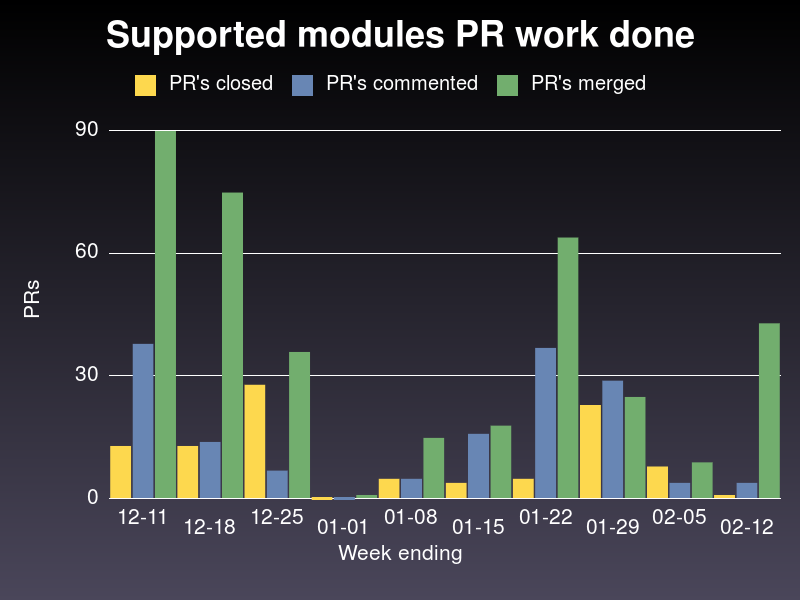 Supported modules PR work done
PR's closed PR's commented PR's merged
90
60
30
0
PRs
12-11 12-18 12-25 01-01 01-08 01-15 01-22 01-29 02-05 02-12
Week ending